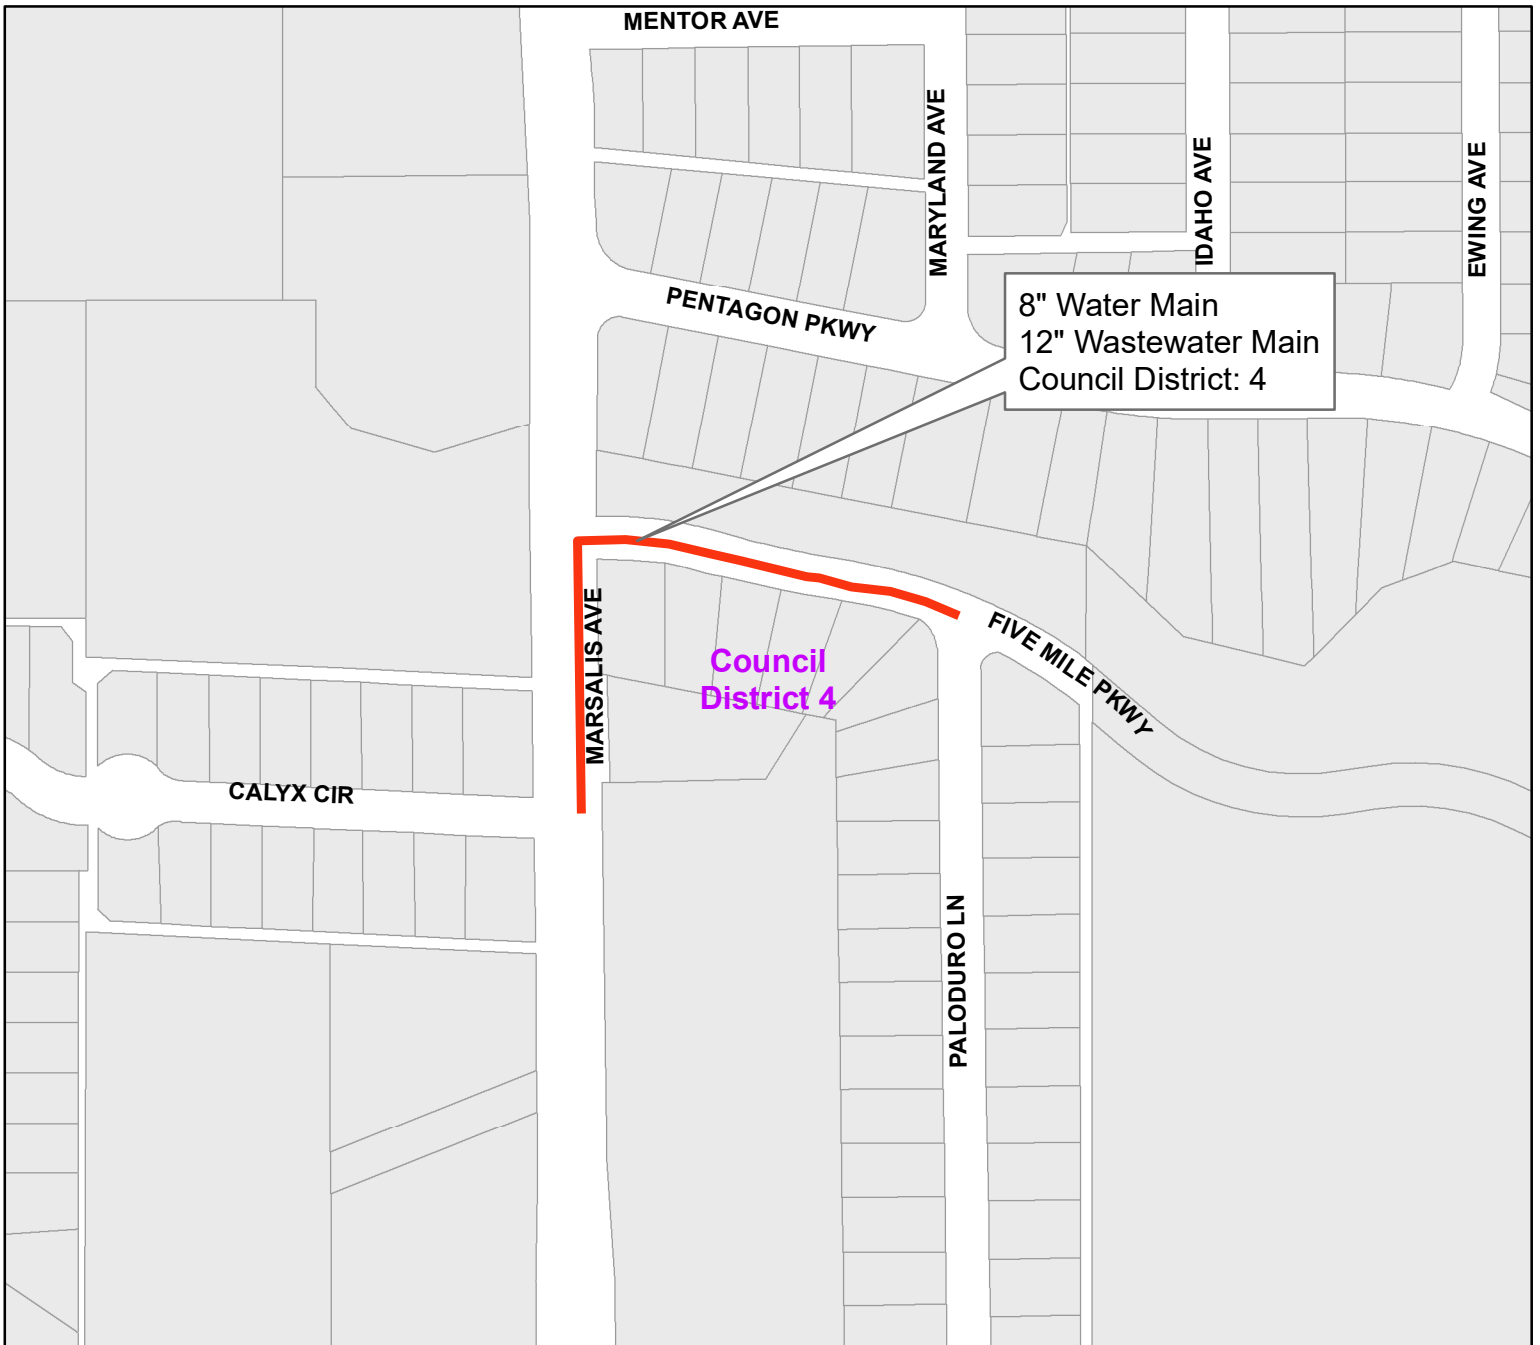 MENTOR AVE
MARYLAND AVE
IDAHO AVE
EWING AVE
PENTAGON PKWY
8" Water Main
12" Wastewater Main
Council District: 4
MARSALIS AVE
Council
District 4
FIVE MILE PKWY
CALYX CIR
PALODURO LN